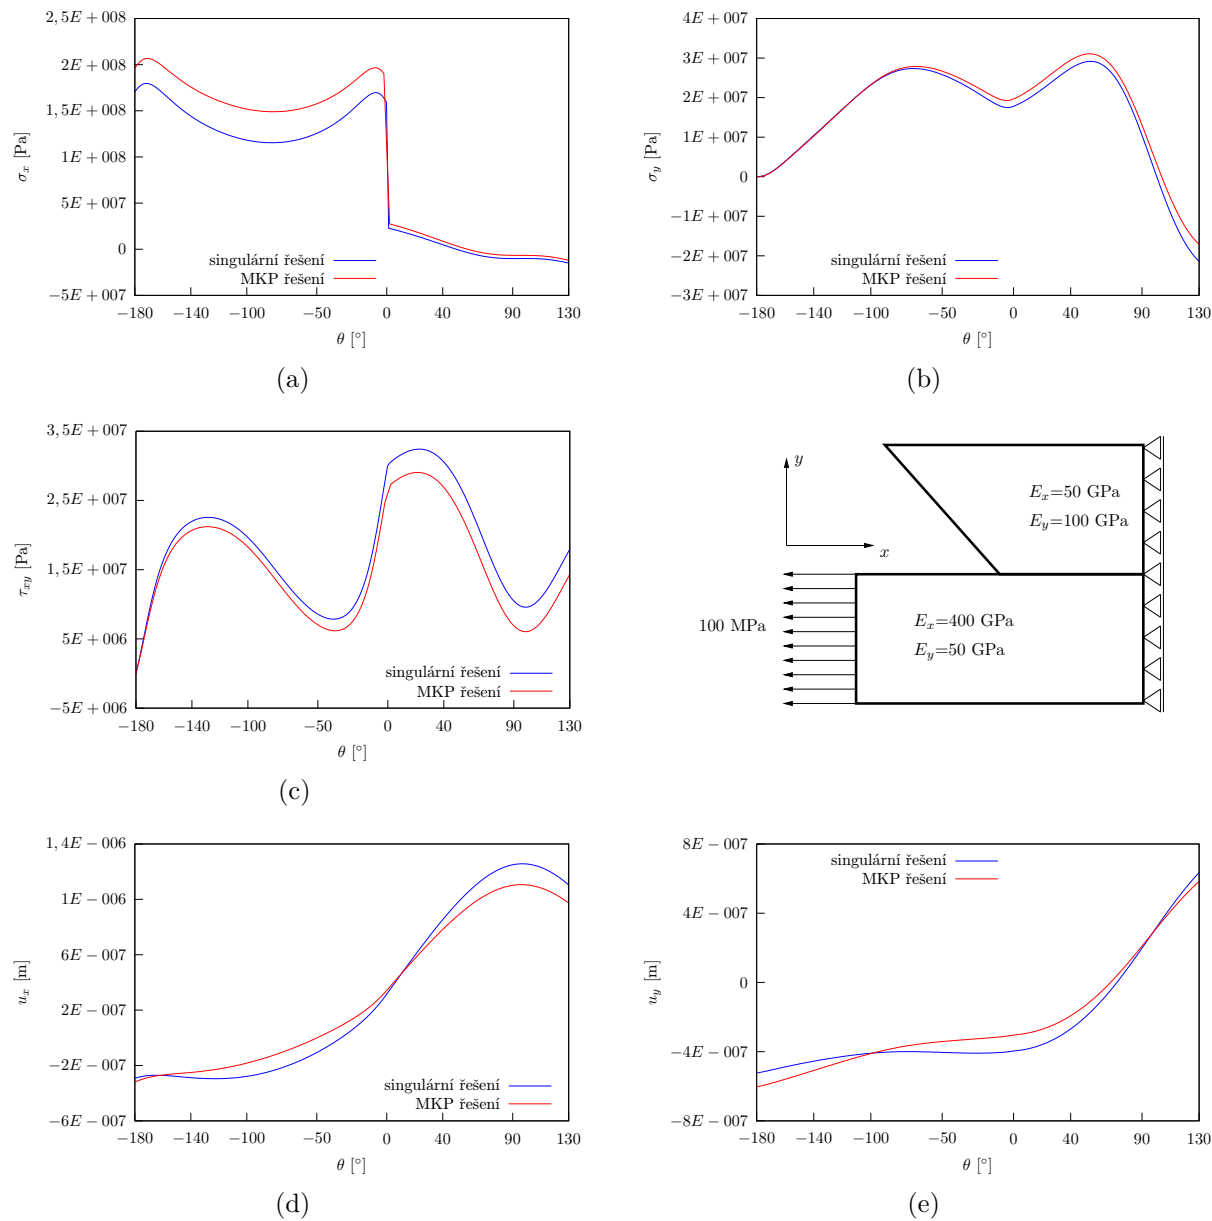 2,5E + 008
2E + 008
1,5E + 008
1E + 008
5E + 007
0
−5E + 007
σx [Pa]
singulární řešení
MKP řešení
−180 −140 −100 −50 0 40 90 130
θ [°]
(a)
4E + 007
3E + 007
2E + 007
1E + 007
0
−1E + 007
−2E + 007
−3E + 007
σy [Pa]
singulární řešení
MKP řešení
−180 −140 −100 −50 0 40 90 130
θ [°]
(b)
3,5E + 007
2,5E + 007
1,5E + 007
5E + 006
−5E + 006
τxy [Pa]
singulární řešení
MKP řešení
−180 −140 −100 −50 0 40 90 130
θ [°]
(c)
y
x
Ex=50 GPa
Ey=100 GPa
100 MPa
Ex=400 GPa
Ey=50 GPa
1,4E − 006
1E − 006
6E − 007
2E − 007
−2E − 007
−6E − 007
ux [m]
singulární řešení
MKP řešení
−180 −140 −100 −50 0 40 90 130
θ [°]
(d)
8E − 007
4E − 007
0
−4E − 007
−8E − 007
uy [m]
singulární řešení
MKP řešení
−180 −140 −100 −50 0 40 90 130
θ [°]
(e)